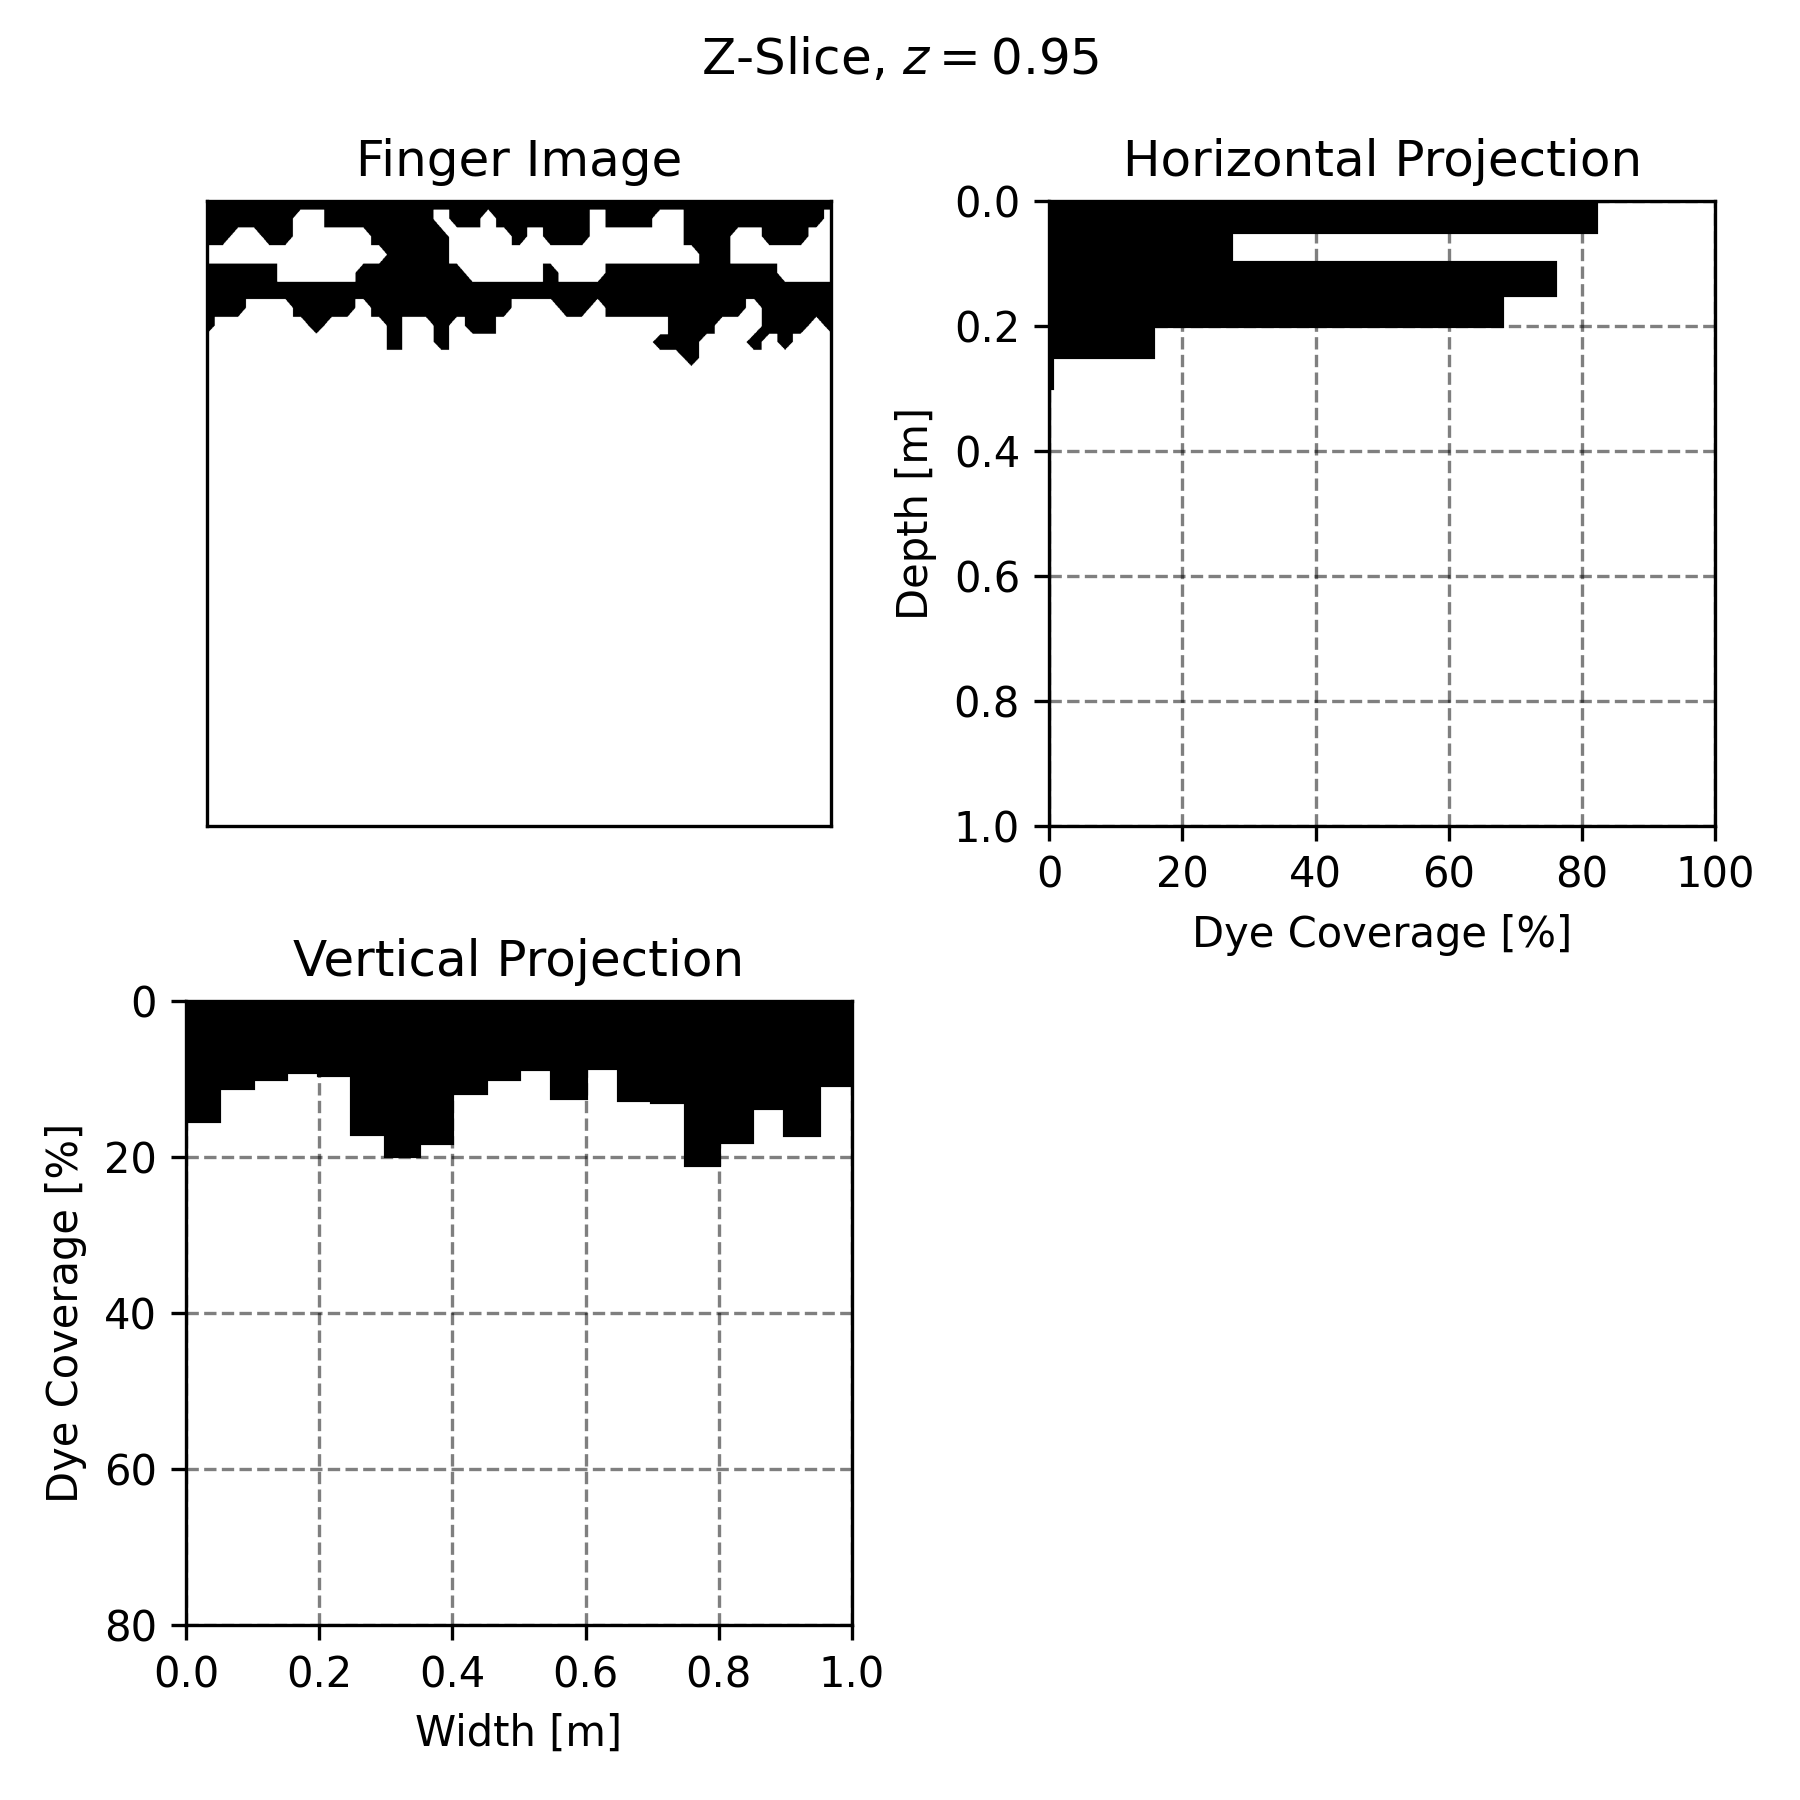 Z-Slice, z = 0.95
Finger Image
Horizontal Projection
0.0
0.2
0.4
0.6
0.8
1.0
Depth [m]
0 20 40 60 80 100
Dye Coverage [%]
Vertical Projection
0
20
40
60
80
Dye Coverage [%]
0.0 0.2 0.4 0.6 0.8 1.0
Width [m]